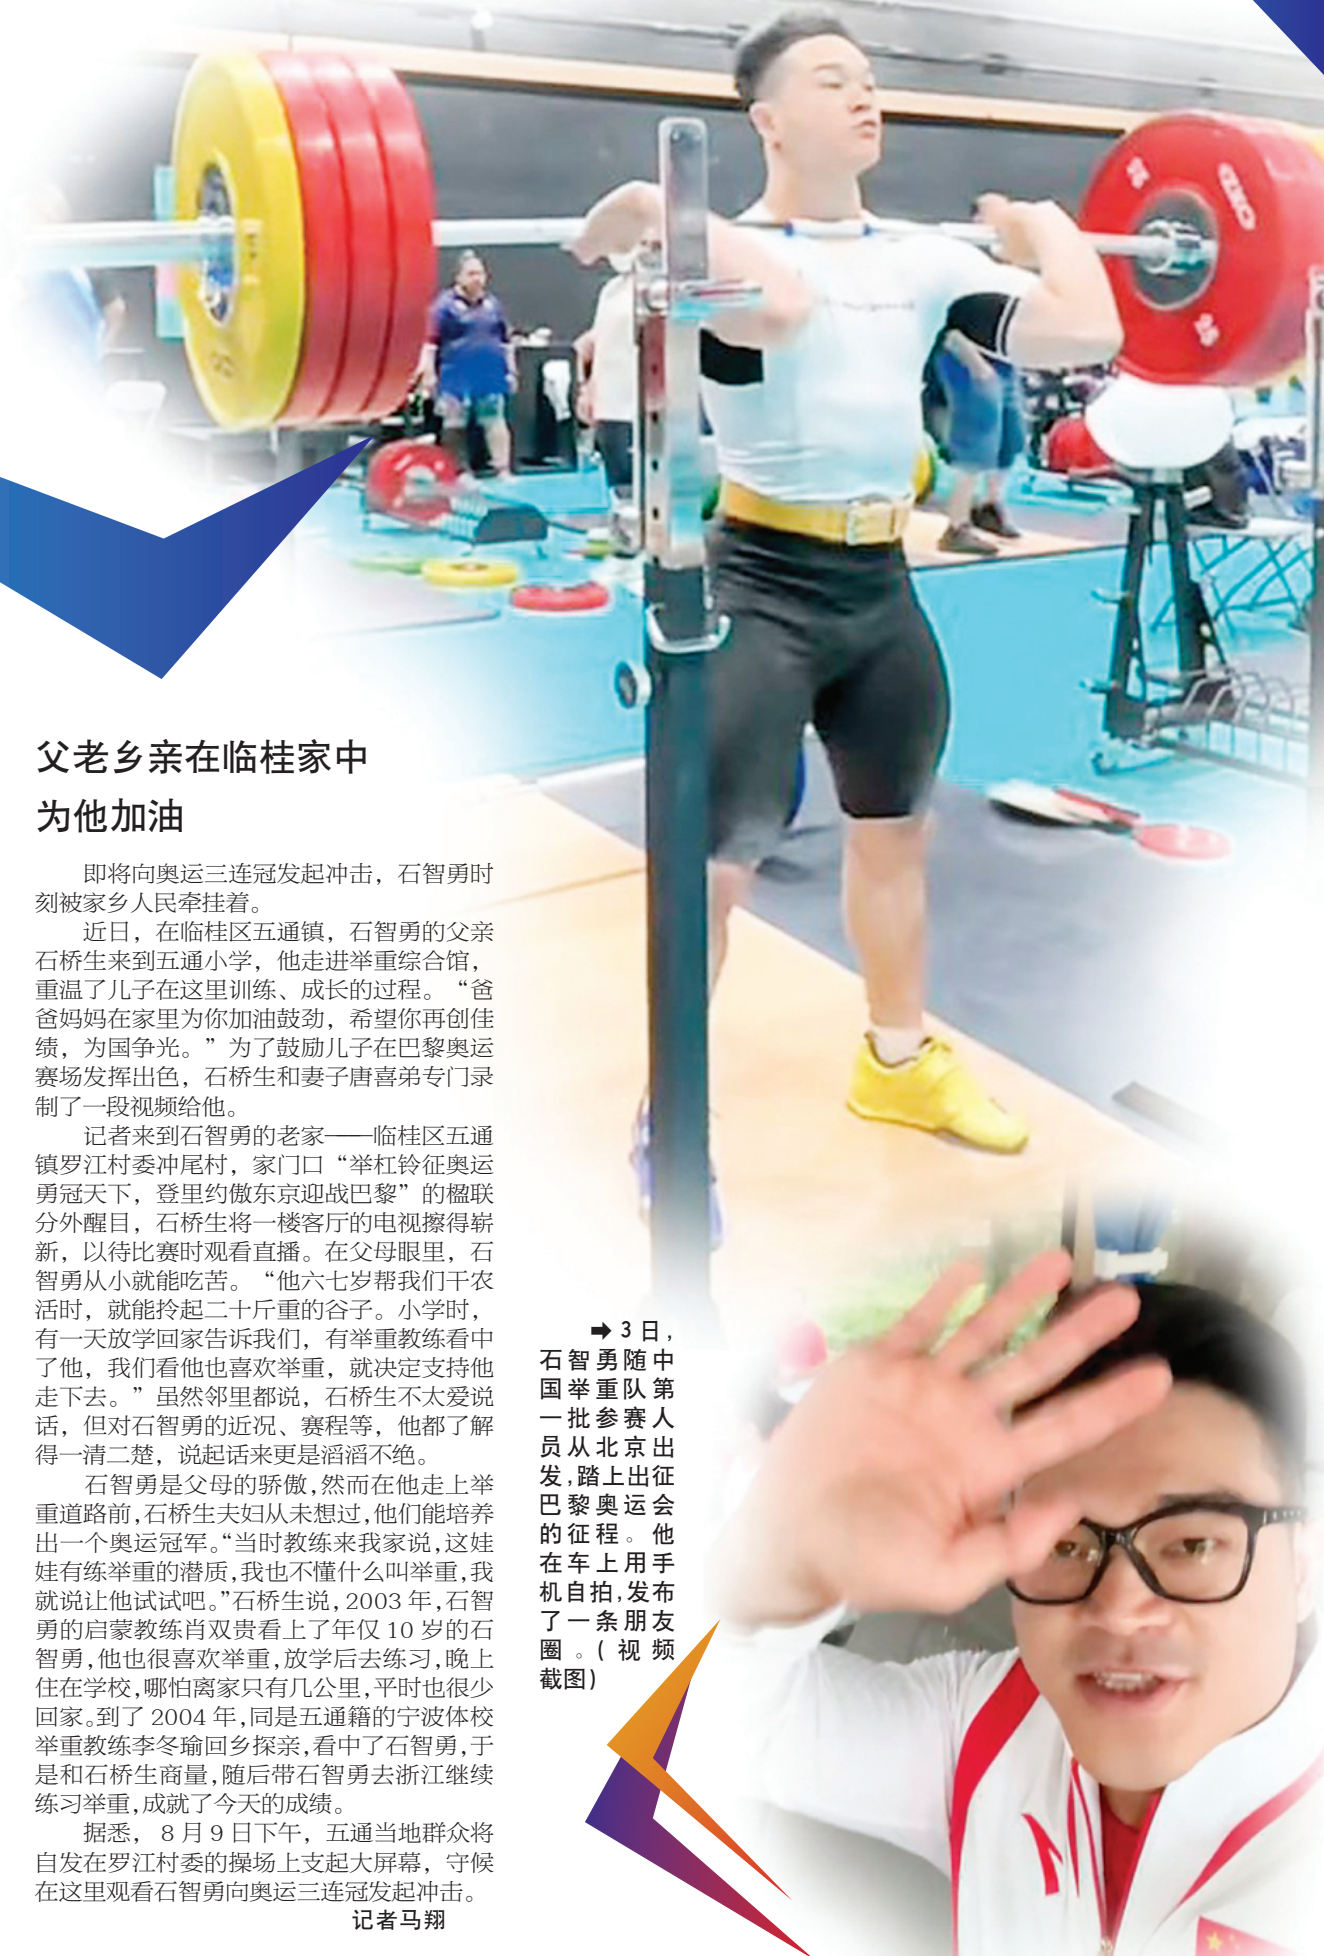 父老乡亲在临桂家中
为他加油
即将向奥运三连冠发起冲击，石智勇时
刻被家乡人民牵挂着。
近日，在临桂区五通镇，石智勇的父亲
石桥生来到五通小学，他走进举重综合馆，
重温了儿子在这里训练、成长的过程。“爸
爸妈妈在家里为你加油鼓劲，希望你再创佳
绩，为国争光。”为了鼓励儿子在巴黎奥运
赛场发挥出色，石桥生和妻子唐喜弟专门录
制了一段视频给他。
记者来到石智勇的老家——临桂区五通
镇罗江村委冲尾村，家门口“举杠铃征奥运
勇冠天下，登里约傲东京迎战巴黎”的楹联
分外醒目，石桥生将一楼客厅的电视擦得崭
新，以待比赛时观看直播。在父母眼里，石
智勇从小就能吃苦。“他六七岁帮我们干农
活时，就能拎起二十斤重的谷子。小学时，
有一天放学回家告诉我们，有举重教练看中
了他，我们看他也喜欢举重，就决定支持他
走下去。”虽然邻里都说，石桥生不太爱说
话，但对石智勇的近况、赛程等，他都了解
得一清二楚，说起话来更是滔滔不绝。
石智勇是父母的骄傲，然而在他走上举
重道路前，石桥生夫妇从未想过，他们能培养
出一个奥运冠军。“当时教练来我家说，这娃
娃有练举重的潜质，我也不懂什么叫举重，我
就说让他试试吧。”石桥生说，2003年，石智
勇的启蒙教练肖双贵看上了年仅10岁的石
智勇，他也很喜欢举重，放学后去练习，晚上
住在学校，哪怕离家只有几公里，平时也很少
回家。到了2004年，同是五通籍的宁波体校
举重教练李冬瑜回乡探亲，看中了石智勇，于
是和石桥生商量，随后带石智勇去浙江继续
练习举重，成就了今天的成绩。
据悉，8月9日下午，五通当地群众将
自发在罗江村委的操场上支起大屏幕，守候
在这里观看石智勇向奥运三连冠发起冲击。
记者马翔
➡3日，
石智勇随中
国举重队第
一批参赛人
员从北京出
发，踏上出征
巴黎奥运会
的征程。他
在车上用手
机自拍，发布
了一条朋友
圈。（视频
截图）